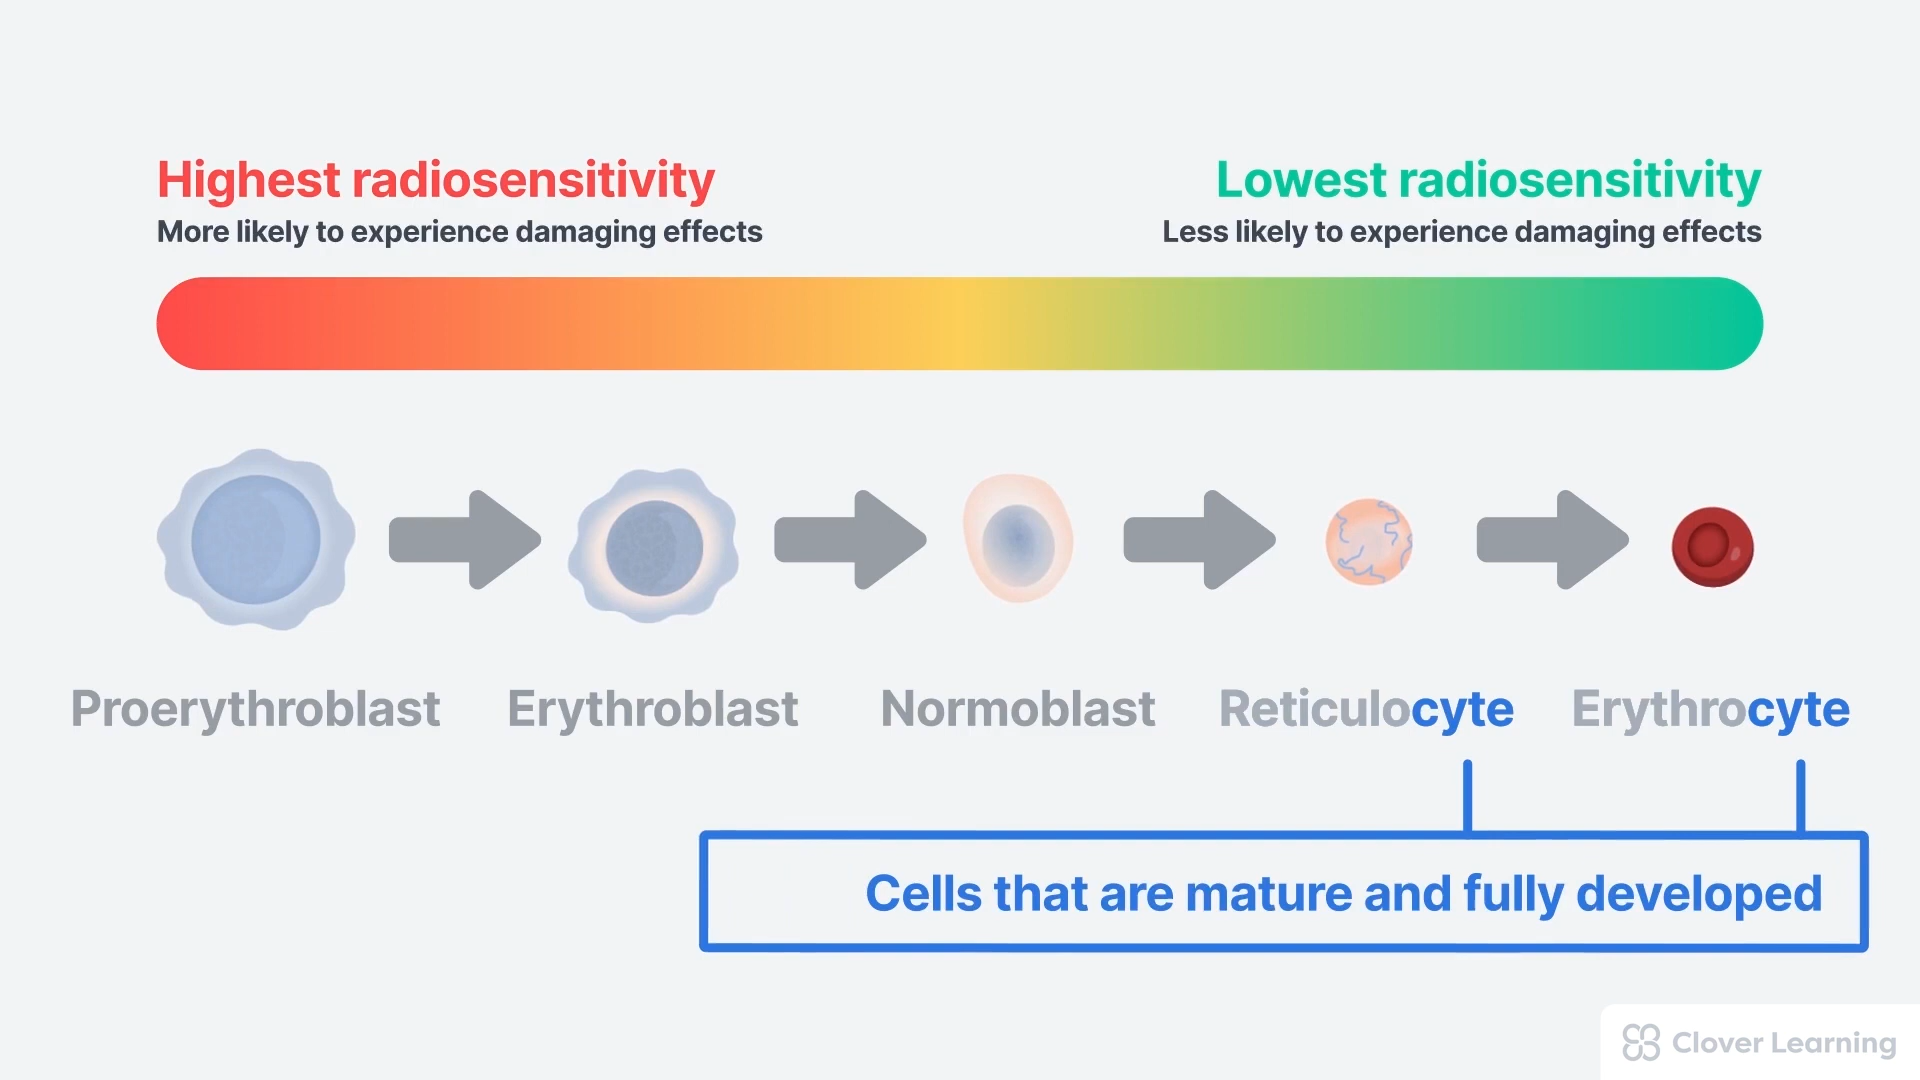 Highest radiosensitivity
More likely to experience damaging effects
Lowest radiosensitivity
Less likely to experience damaging effects
Proerythroblast
Erythroblast
Normoblast
Reticulocyte
Erythrocyte
Cells that are mature and fully developed
Clover Learning